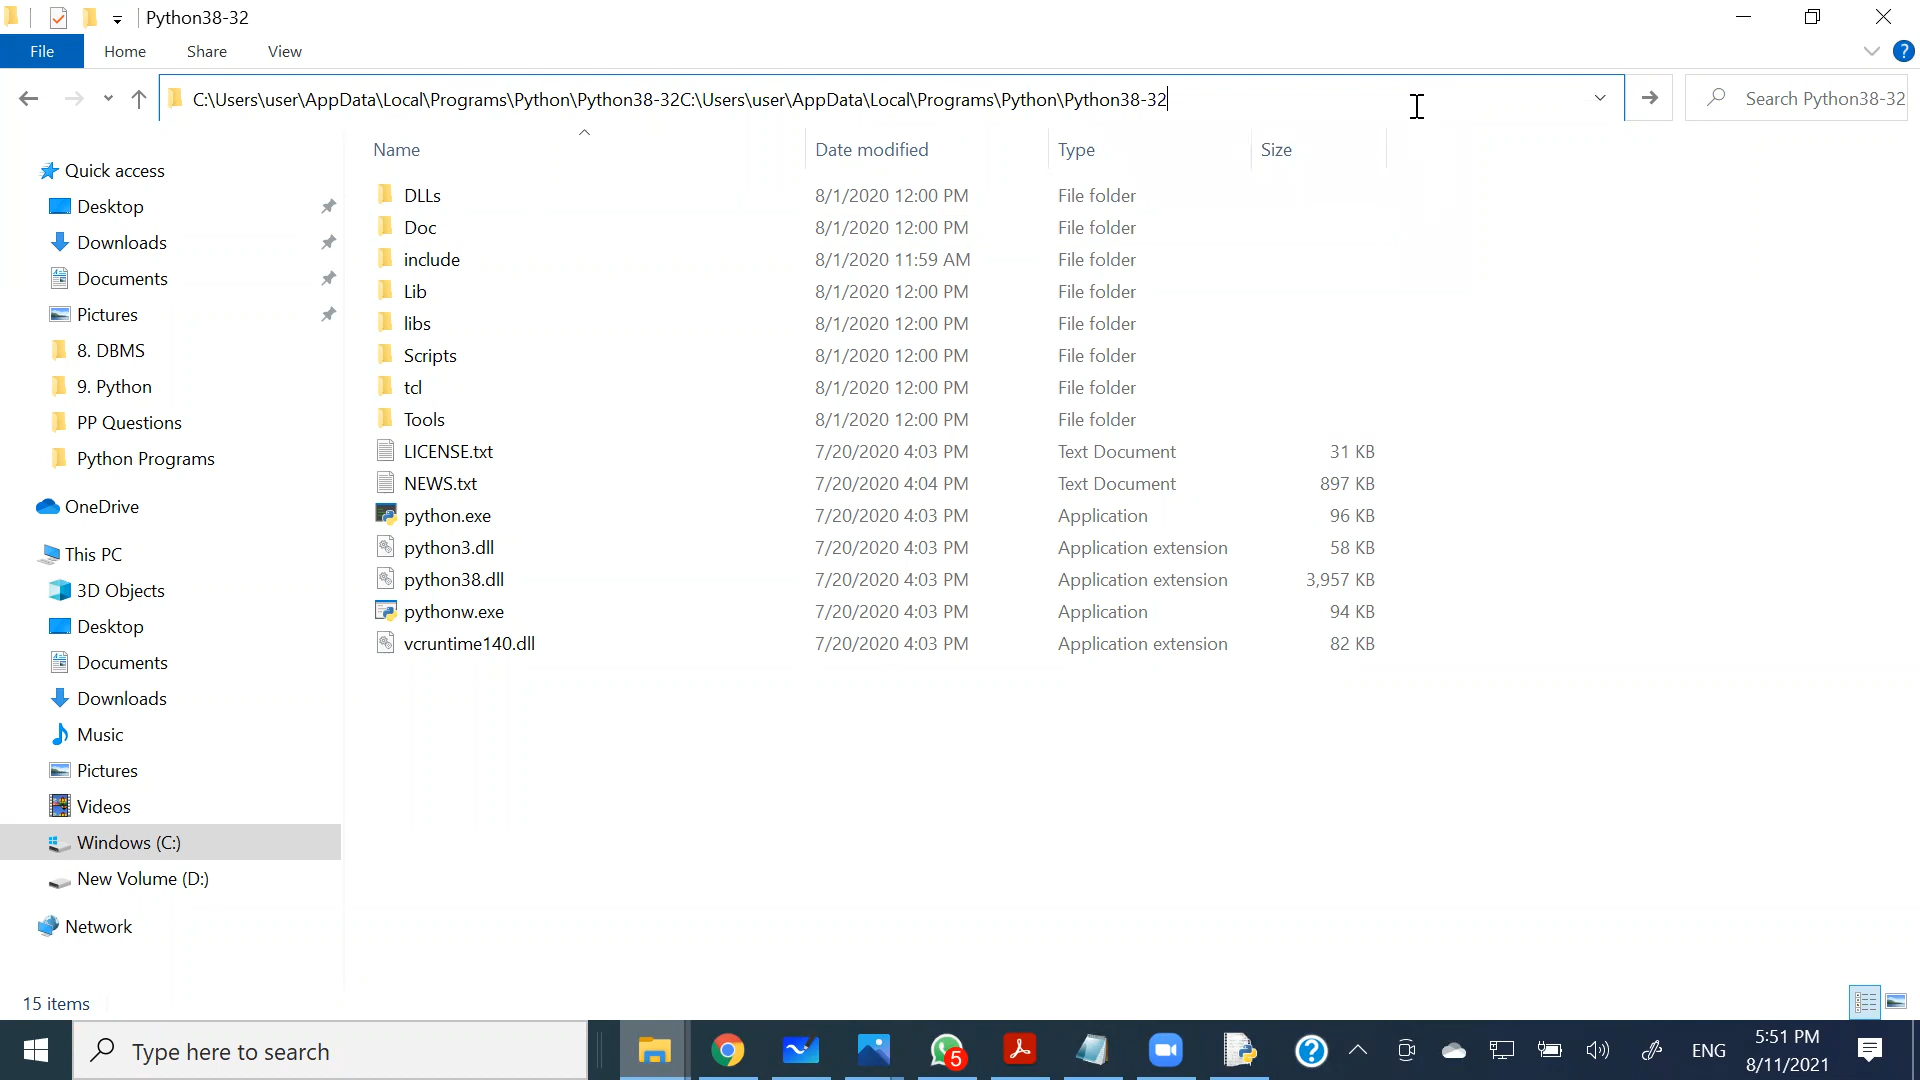 Python38-32
File Home Share View
C:\Users\user\AppData\Local\Programs\Python\Python38-32C:\Users\user\AppData\Local\Programs\Python\Python38-32
Search Python38-32
Name Date modified Type Size
Quick access
Desktop
Downloads
Documents
Pictures
8. DBMS
9. Python
PP Questions
Python Programs
OneDrive
This PC
3D Objects
Desktop
Documents
Downloads
Music
Pictures
Videos
Windows (C:)
New Volume (D:)
Network
DLLs 8/1/2020 12:00 PM File folder
Doc 8/1/2020 12:00 PM File folder
include 8/1/2020 11:59 AM File folder
Lib 8/1/2020 12:00 PM File folder
libs 8/1/2020 12:00 PM File folder
Scripts 8/1/2020 12:00 PM File folder
tcl 8/1/2020 12:00 PM File folder
Tools 8/1/2020 12:00 PM File folder
LICENSE.txt 7/20/2020 4:03 PM Text Document 31 KB
NEWS.txt 7/20/2020 4:04 PM Text Document 897 KB
python.exe 7/20/2020 4:03 PM Application 96 KB
python3.dll 7/20/2020 4:03 PM Application extension 58 KB
python38.dll 7/20/2020 4:03 PM Application extension 3,957 KB
pythonw.exe 7/20/2020 4:03 PM Application 94 KB
vcruntime140.dll 7/20/2020 4:03 PM Application extension 82 KB
15 items
Type here to search
5
ENG
5:51 PM
8/11/2021